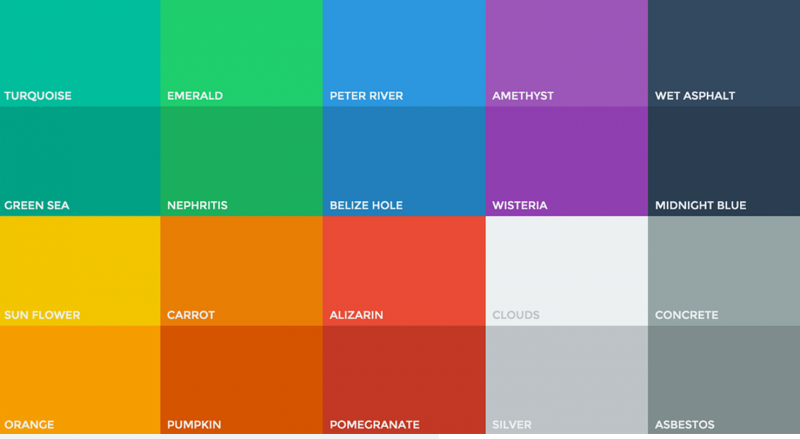 TURQUOISE
EMERALD
PETER RIVER
AMETHYST
WET ASPHALT
GREEN SEA
NEPHRITIS
BELIZE HOLE
WISTERIA
MIDNIGHT BLUE
SUN FLOWER
CARROT
ALIZARIN
CLOUDS
CONCRETE
ORANGE
PUMPKIN
POMEGRANATE
SILVER
ASBESTOS